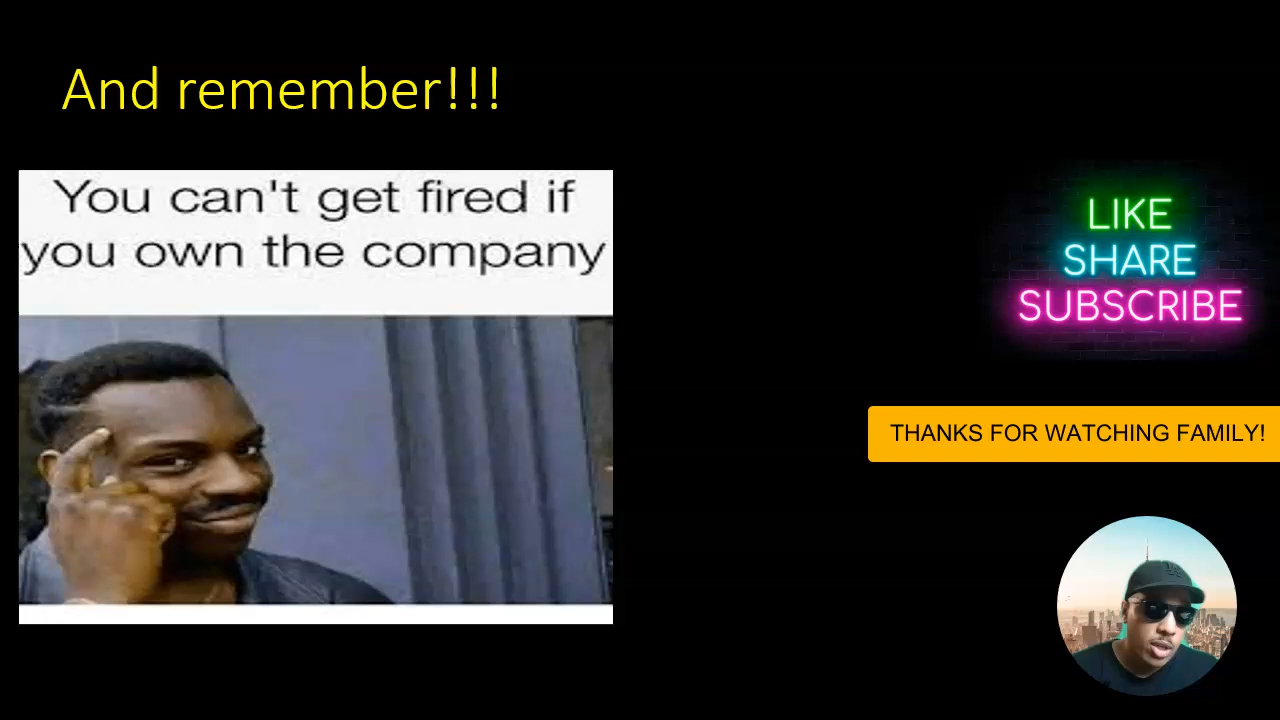 And remember!!!
You can't get fired if
you own the company
LIKE
SHARE
SUBSCRIBE
THANKS FOR WATCHING FAMILY!